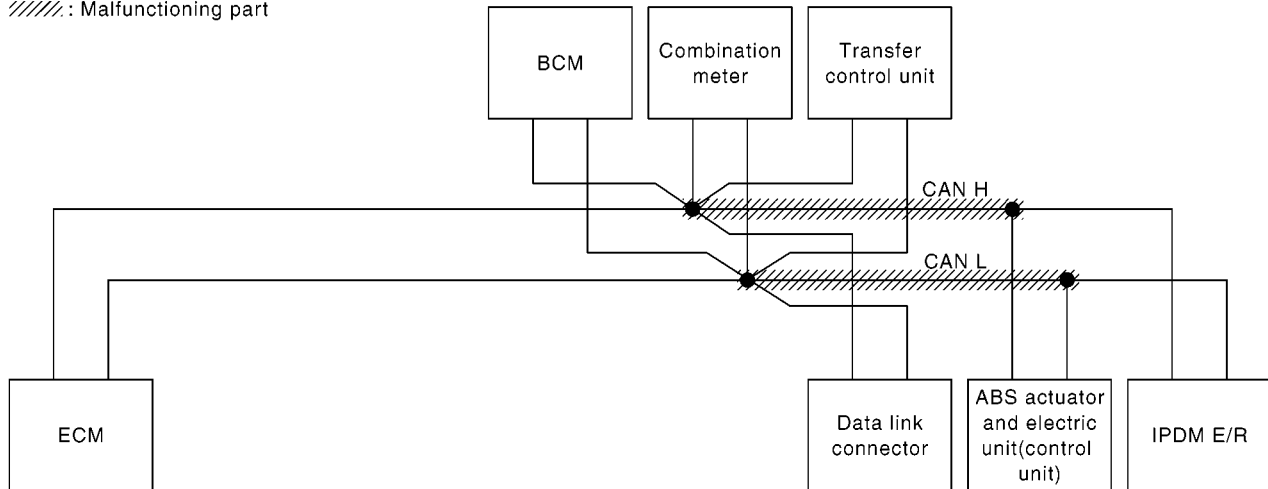 : Malfunctioning part
BCM
Combination
meter
Transfer
control unit
CAN H
CAN L
ECM
Data link
connector
ABS actuator
and electric
unit(control
unit)
IPDM E/R